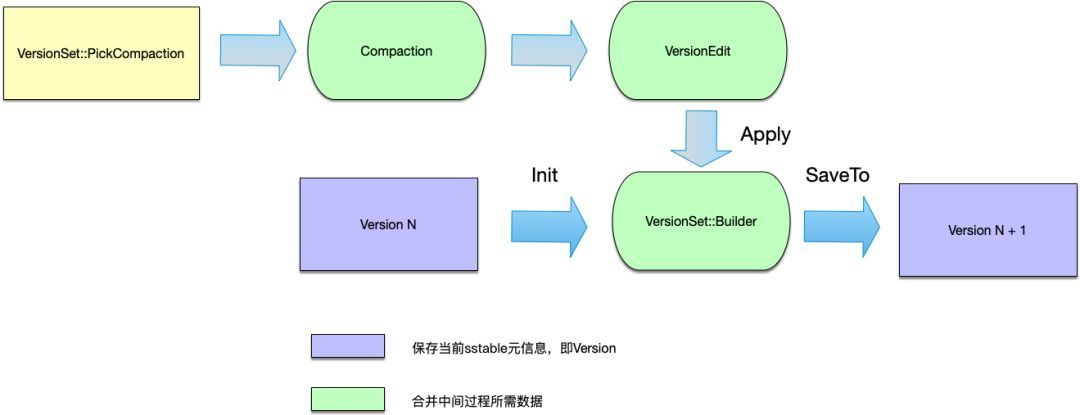 VersionSet::PickCompaction
Compaction
VersionEdit
Apply
Init
SaveTo
Version N
VersionSet::Builder
Version N + 1
保存当前sstable元信息，即Version
合并中间过程所需数据